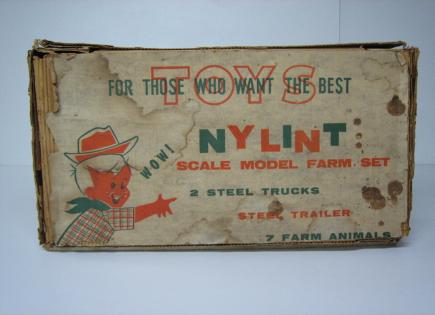 TOYS
FOR THOSE WHO WANT THE BEST
WOW!
NYLINT
SCALE MODEL FARM SET
2 STEEL TRUCKS
STEEL TRAILER
7 FARM ANIMALS